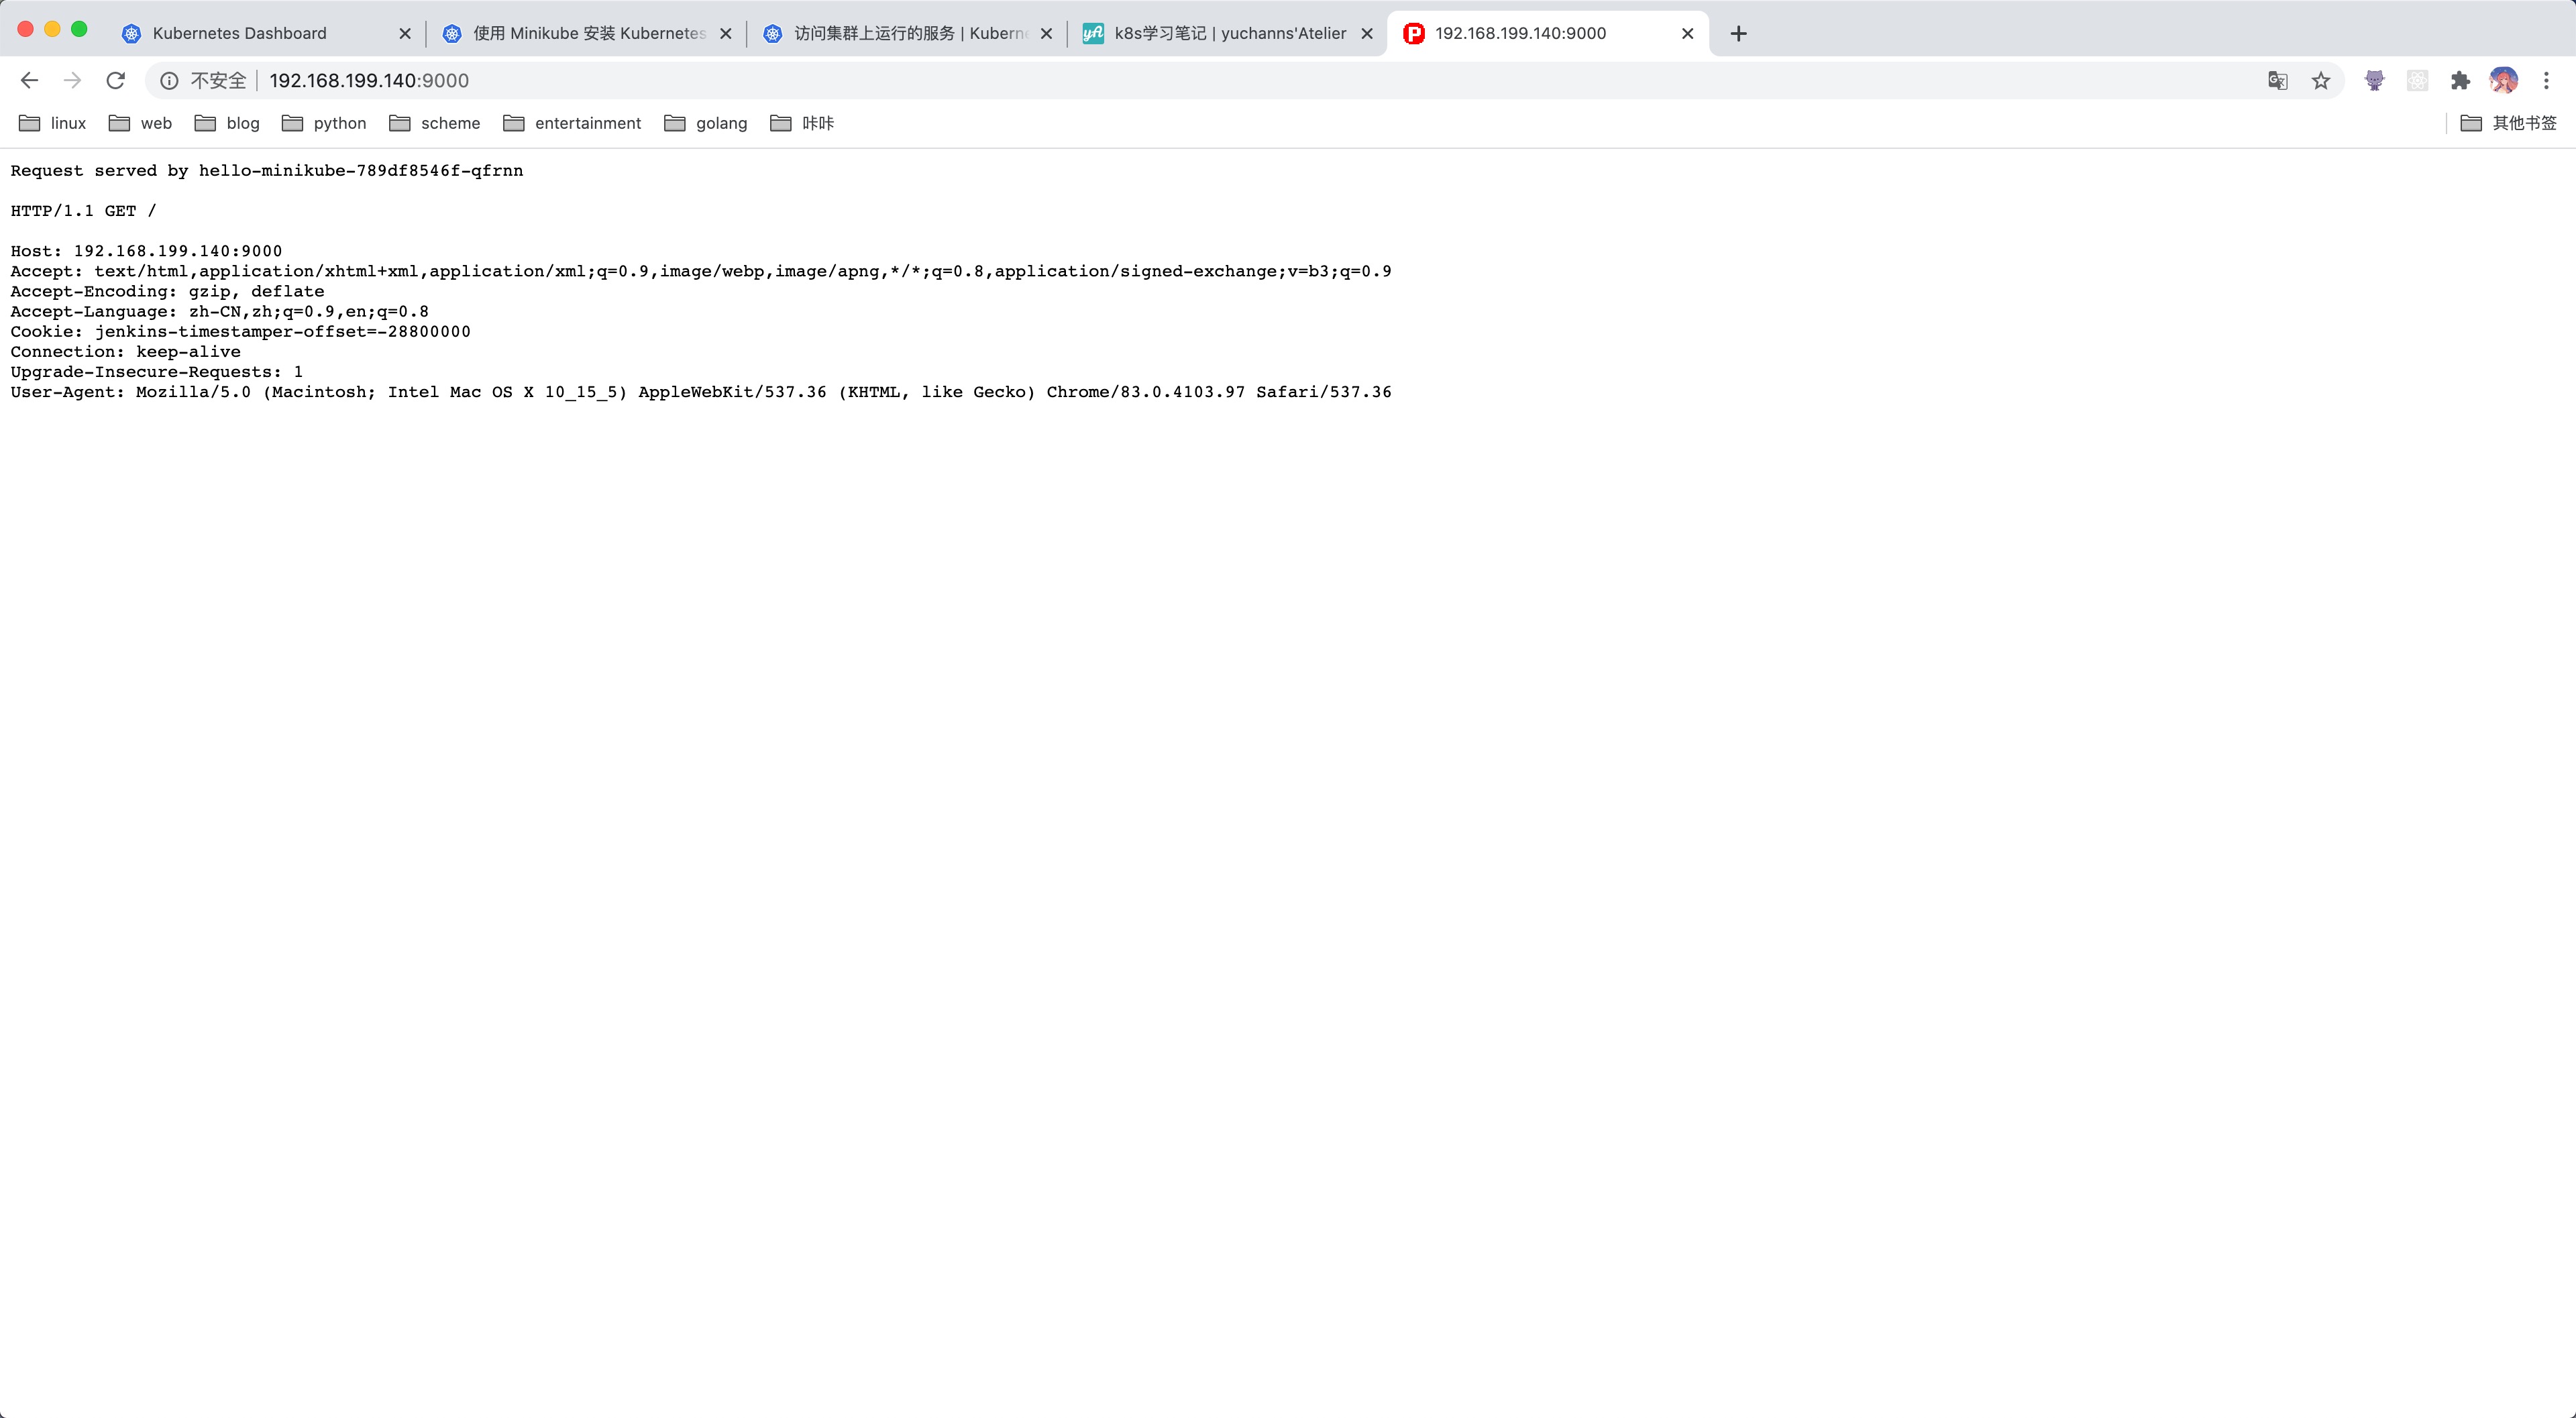 Kubernetes Dashboard
使用 Minikube 安装 Kubernetes
访问集群上运行的服务 | Kuberne
k8s学习笔记 | yuchanns'Atelier
192.168.199.140:9000
不安全 192.168.199.140:9000
linux web blog python scheme entertainment golang 咔咔 其他书签
Request served by hello-minikube-789df8546f-qfrnn
HTTP/1.1 GET /
Host: 192.168.199.140:9000
Accept: text/html,application/xhtml+xml,application/xml;q=0.9,image/webp,image/apng,*/*;q=0.8,application/signed-exchange;v=b3;q=0.9
Accept-Encoding: gzip, deflate
Accept-Language: zh-CN,zh;q=0.9,en;q=0.8
Cookie: jenkins-timestamper-offset=-28800000
Connection: keep-alive
Upgrade-Insecure-Requests: 1
User-Agent: Mozilla/5.0 (Macintosh; Intel Mac OS X 10_15_5) AppleWebKit/537.36 (KHTML, like Gecko) Chrome/83.0.4103.97 Safari/537.36